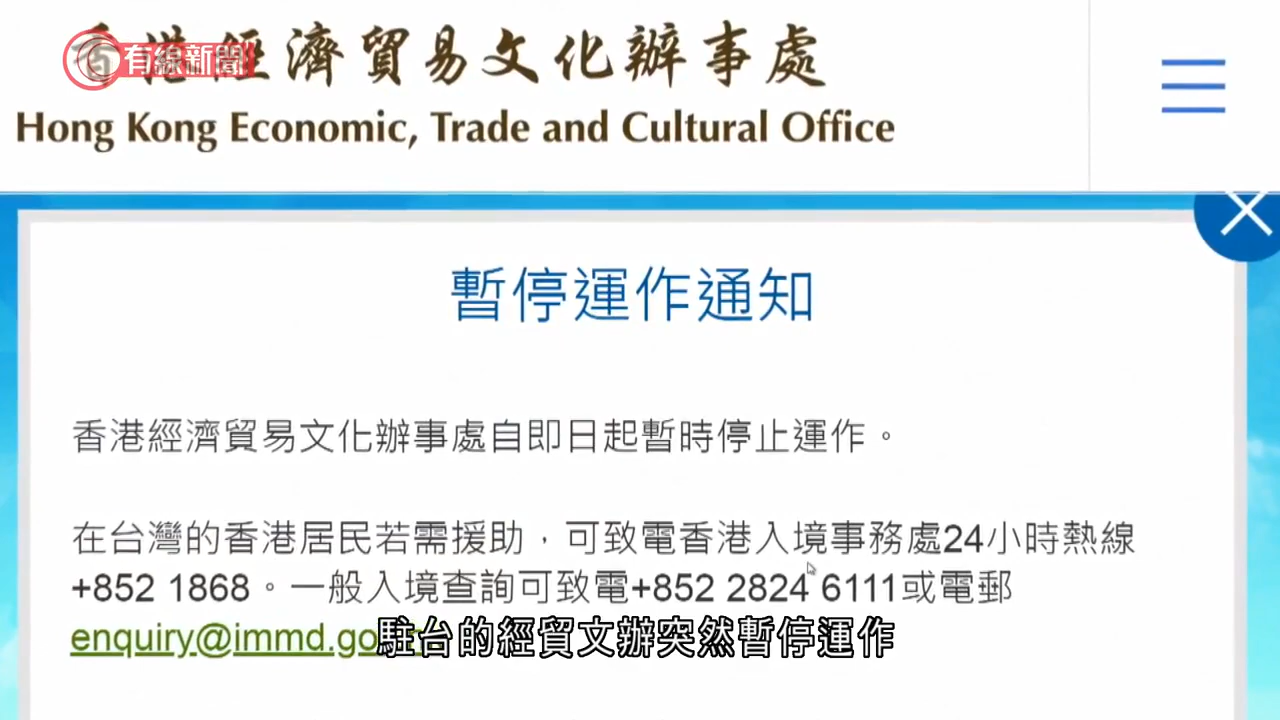 香港經濟貿易文化辦事處
有線新聞
Hong Kong Economic, Trade and Cultural Office
暫停運作通知
香港經濟貿易文化辦事處自即日起暫時停止運作。
在台灣的香港居民若需援助，可致電香港入境事務處24小時熱線
+852 1868。一般入境查詢可致電+852 2824 6111或電郵
enquiry@immd.go
駐台的經貿文辦突然暫停運作